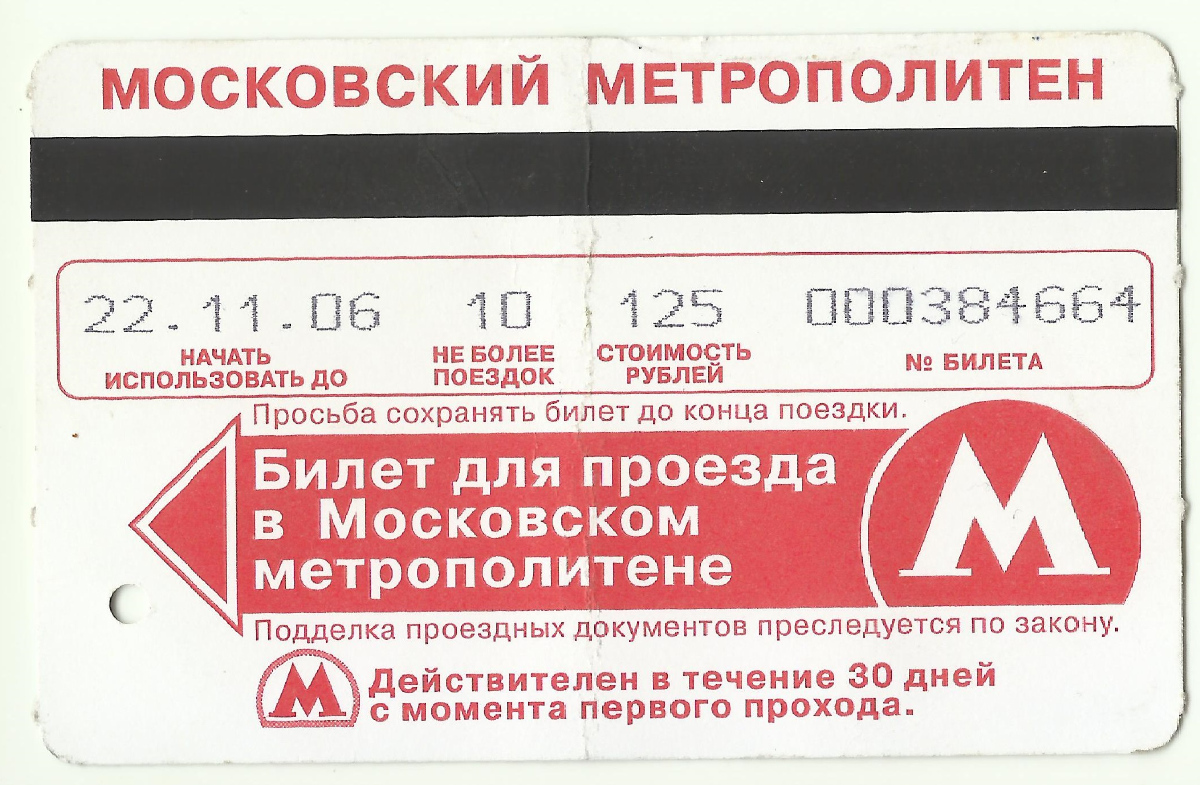 МОСКОВСКИЙ МЕТРОПОЛИТЕН
22.11.06 10 125 000384664
НАЧАТЬ ИСПОЛЬЗОВАТЬ ДО
НЕ БОЛЕЕ ПОЕЗДОК
СТОИМОСТЬ РУБЛЕЙ
№ БИЛЕТА
Просьба сохранять билет до конца поездки.
Билет для проезда
в Московском
метрополитене
М
Подделка проездных документов преследуется по закону.
М
Действителен в течение 30 дней
с момента первого прохода.